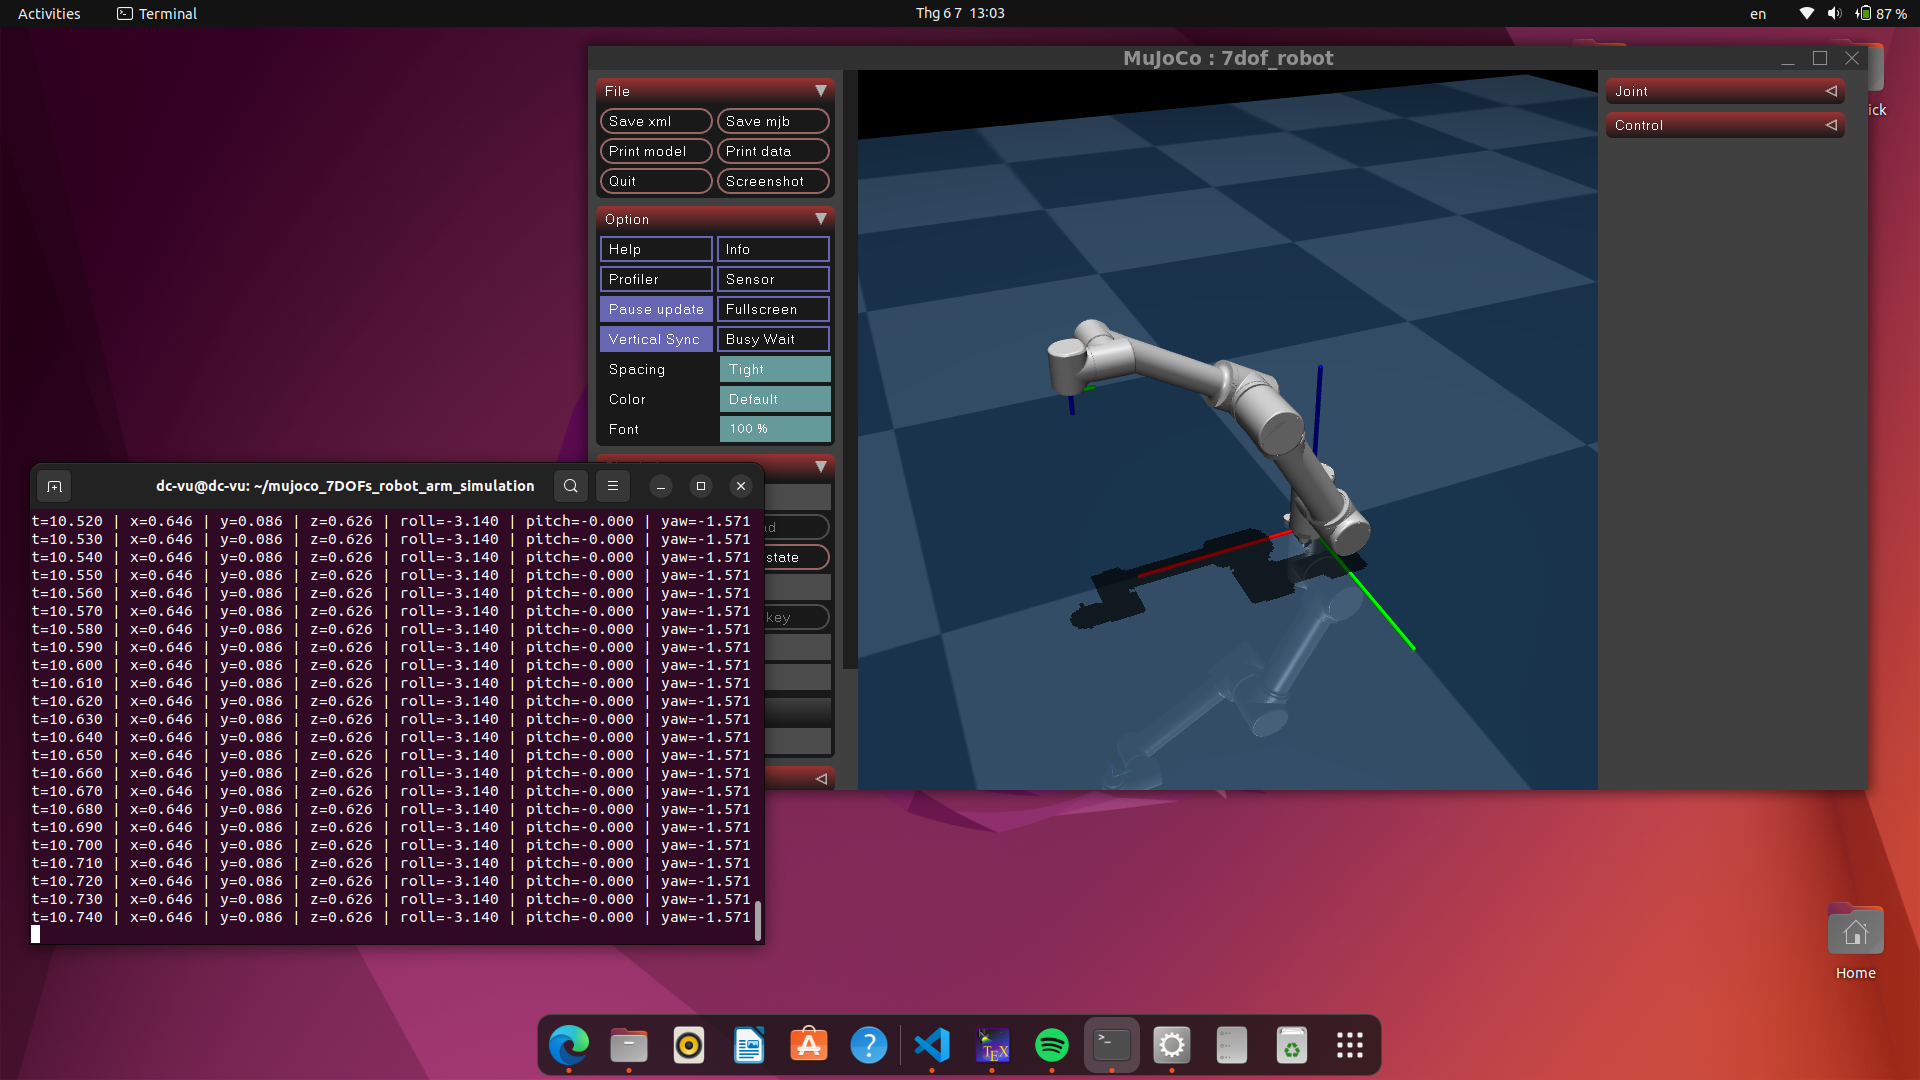 Activities
Terminal
Thg 6 7 13:03
en
87 %
MuJoCo : 7dof_robot
File
Save xml
Save mjb
Print model
Print data
Quit
Screenshot
Option
Help
Info
Profiler
Sensor
Pause update
Fullscreen
Vertical Sync
Busy Wait
Spacing
Tight
Color
Default
Font
100 %
state
key
Joint
Control
ick
dc-vu@dc-vu: ~/mujoco_7DOFs_robot_arm_simulation
t=10.520 | x=0.646 | y=0.086 | z=0.626 | roll=-3.140 | pitch=-0.000 | yaw=-1.571
t=10.530 | x=0.646 | y=0.086 | z=0.626 | roll=-3.140 | pitch=-0.000 | yaw=-1.571
t=10.540 | x=0.646 | y=0.086 | z=0.626 | roll=-3.140 | pitch=-0.000 | yaw=-1.571
t=10.550 | x=0.646 | y=0.086 | z=0.626 | roll=-3.140 | pitch=-0.000 | yaw=-1.571
t=10.560 | x=0.646 | y=0.086 | z=0.626 | roll=-3.140 | pitch=-0.000 | yaw=-1.571
t=10.570 | x=0.646 | y=0.086 | z=0.626 | roll=-3.140 | pitch=-0.000 | yaw=-1.571
t=10.580 | x=0.646 | y=0.086 | z=0.626 | roll=-3.140 | pitch=-0.000 | yaw=-1.571
t=10.590 | x=0.646 | y=0.086 | z=0.626 | roll=-3.140 | pitch=-0.000 | yaw=-1.571
t=10.600 | x=0.646 | y=0.086 | z=0.626 | roll=-3.140 | pitch=-0.000 | yaw=-1.571
t=10.610 | x=0.646 | y=0.086 | z=0.626 | roll=-3.140 | pitch=-0.000 | yaw=-1.571
t=10.620 | x=0.646 | y=0.086 | z=0.626 | roll=-3.140 | pitch=-0.000 | yaw=-1.571
t=10.630 | x=0.646 | y=0.086 | z=0.626 | roll=-3.140 | pitch=-0.000 | yaw=-1.571
t=10.640 | x=0.646 | y=0.086 | z=0.626 | roll=-3.140 | pitch=-0.000 | yaw=-1.571
t=10.650 | x=0.646 | y=0.086 | z=0.626 | roll=-3.140 | pitch=-0.000 | yaw=-1.571
t=10.660 | x=0.646 | y=0.086 | z=0.626 | roll=-3.140 | pitch=-0.000 | yaw=-1.571
t=10.670 | x=0.646 | y=0.086 | z=0.626 | roll=-3.140 | pitch=-0.000 | yaw=-1.571
t=10.680 | x=0.646 | y=0.086 | z=0.626 | roll=-3.140 | pitch=-0.000 | yaw=-1.571
t=10.690 | x=0.646 | y=0.086 | z=0.626 | roll=-3.140 | pitch=-0.000 | yaw=-1.571
t=10.700 | x=0.646 | y=0.086 | z=0.626 | roll=-3.140 | pitch=-0.000 | yaw=-1.571
t=10.710 | x=0.646 | y=0.086 | z=0.626 | roll=-3.140 | pitch=-0.000 | yaw=-1.571
t=10.720 | x=0.646 | y=0.086 | z=0.626 | roll=-3.140 | pitch=-0.000 | yaw=-1.571
t=10.730 | x=0.646 | y=0.086 | z=0.626 | roll=-3.140 | pitch=-0.000 | yaw=-1.571
t=10.740 | x=0.646 | y=0.086 | z=0.626 | roll=-3.140 | pitch=-0.000 | yaw=-1.571
Home
TEX